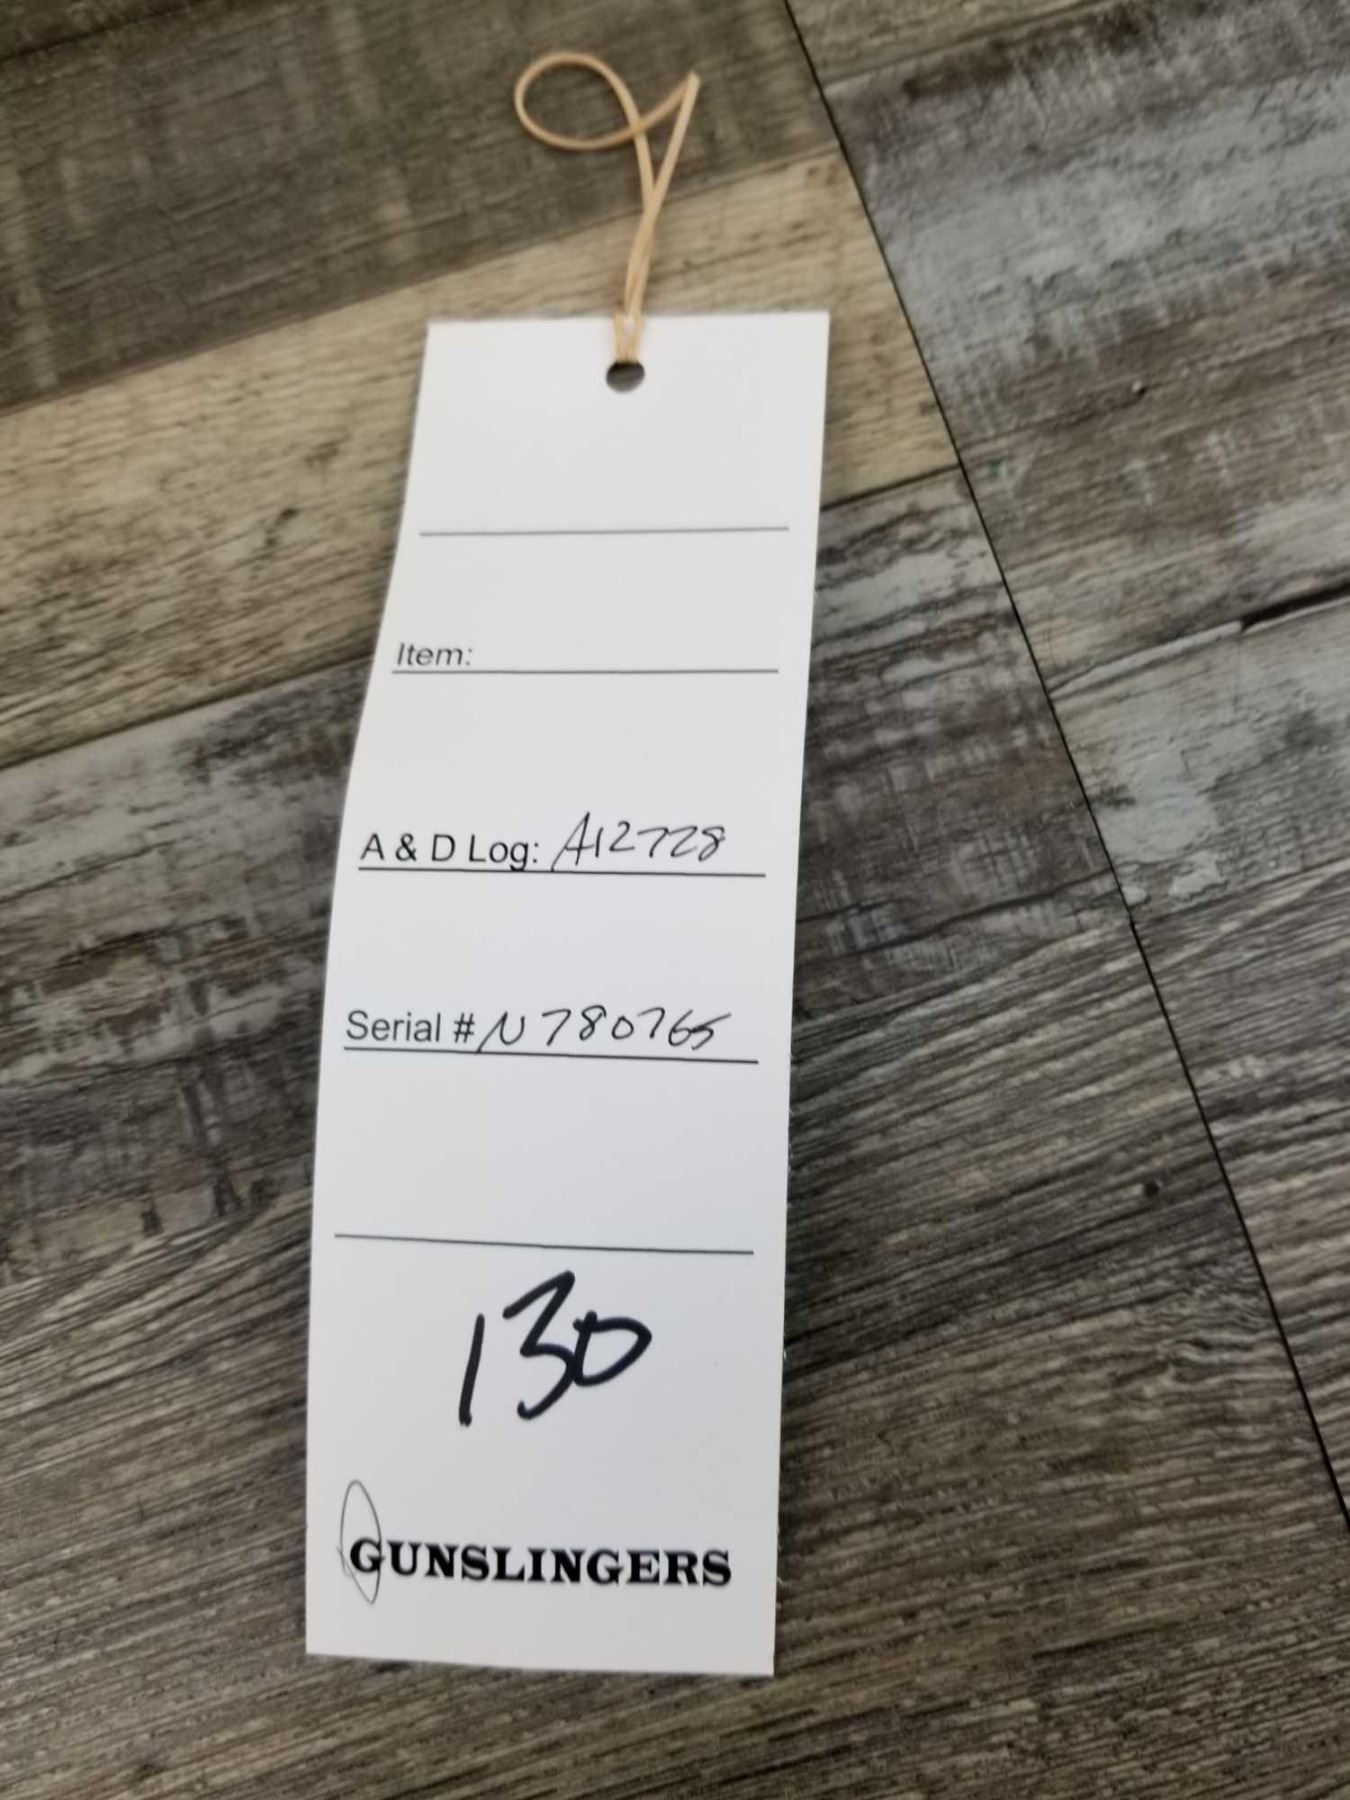 Item:
A & D Log: A12728
Serial # N780765
130
GUNSLINGERS